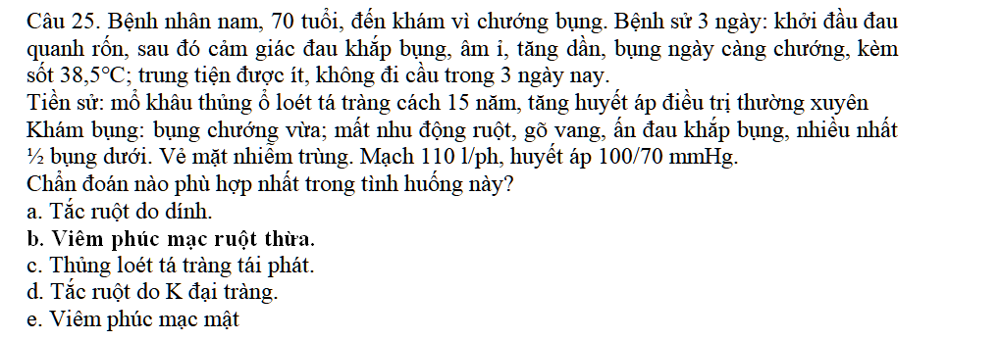 Câu 25. Bệnh nhân nam, 70 tuổi, đến khám vì chướng bụng. Bệnh sử 3 ngày: khởi đầu đau
quanh rốn, sau đó cảm giác đau khắp bụng, âm ỉ, tăng dần, bụng ngày càng chướng, kèm
sốt 38,5°C; trung tiện được ít, không đi cầu trong 3 ngày nay.
Tiền sử: mổ khâu thủng ổ loét tá tràng cách 15 năm, tăng huyết áp điều trị thường xuyên
Khám bụng: bụng chướng vừa; mất nhu động ruột, gõ vang, ấn đau khắp bụng, nhiều nhất
½ bụng dưới. Vẻ mặt nhiễm trùng. Mạch 110 l/ph, huyết áp 100/70 mmHg.
Chẩn đoán nào phù hợp nhất trong tình huống này?
a. Tắc ruột do dính.
b. Viêm phúc mạc ruột thừa.
c. Thủng loét tá tràng tái phát.
d. Tắc ruột do K đại tràng.
e. Viêm phúc mạc mật